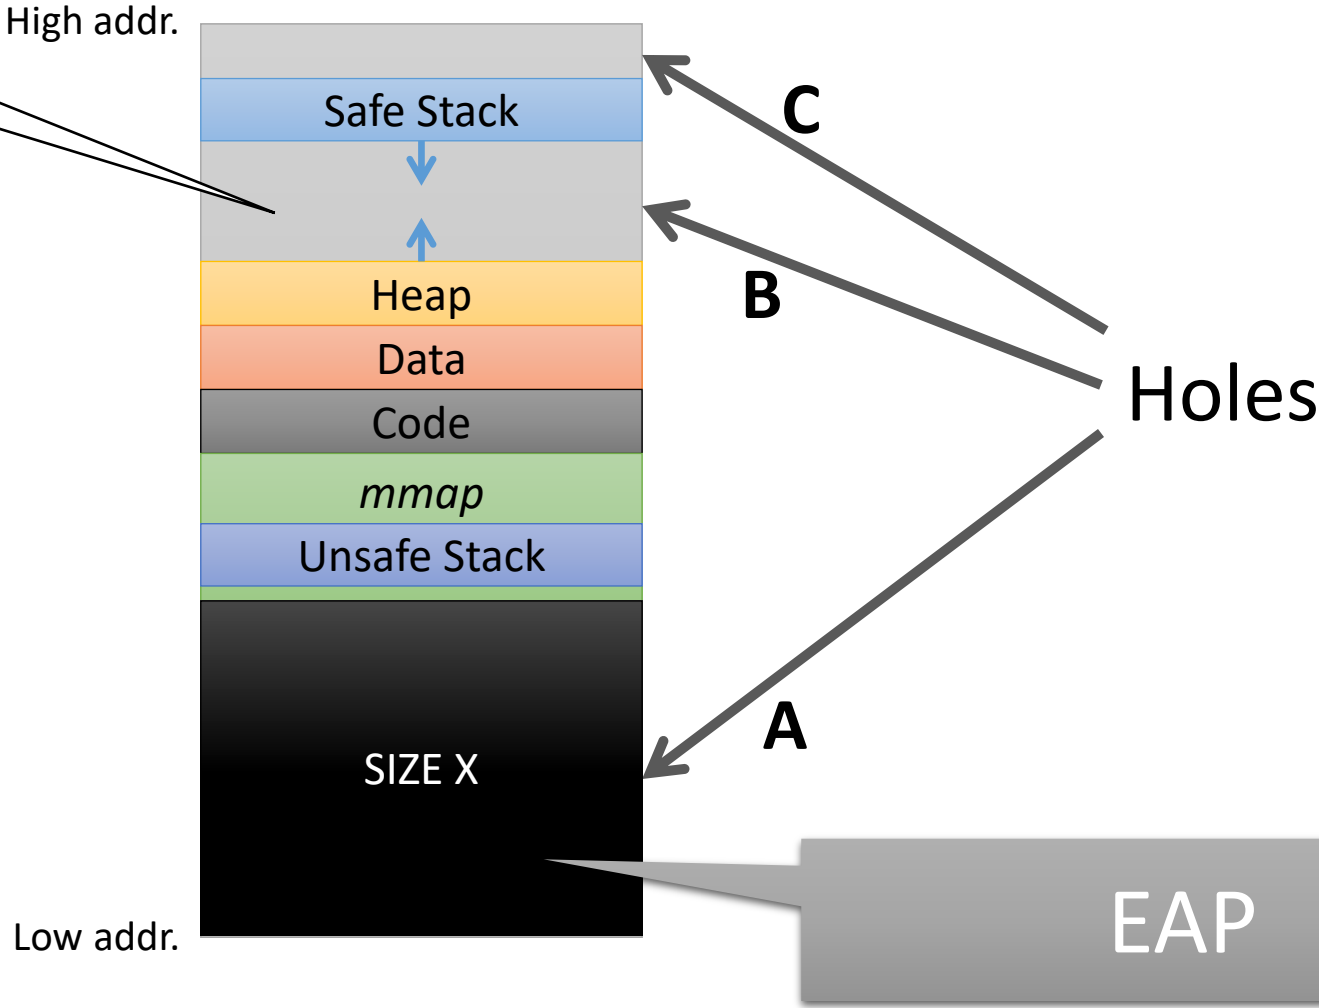 High addr.
Safe Stack
C
B
Heap
Data
Holes
Code
mmap
Unsafe Stack
A
SIZE X
EAP
Low addr.